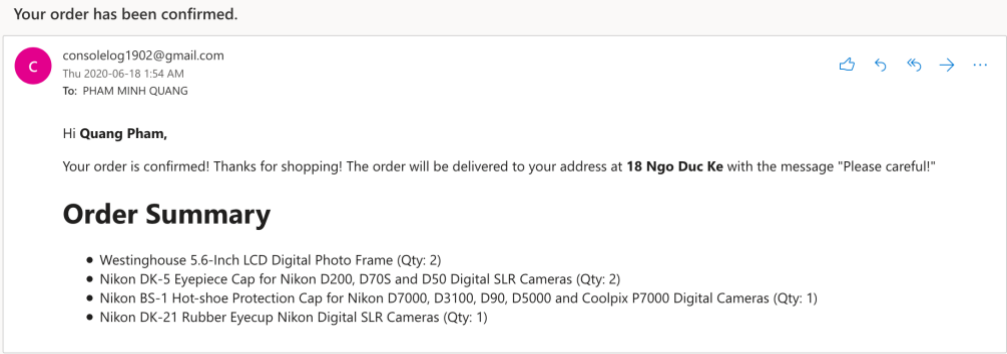 Your order has been confirmed.
C
consolelog1902@gmail.com
Thu 2020-06-18 1:54 AM
To: PHAM MINH QUANG
Hi Quang Pham,
Your order is confirmed! Thanks for shopping! The order will be delivered to your address at 18 Ngo Duc Ke with the message "Please careful!"
Order Summary
• Westinghouse 5.6-Inch LCD Digital Photo Frame (Qty: 2)
• Nikon DK-5 Eyepiece Cap for Nikon D200, D70S and D50 Digital SLR Cameras (Qty: 2)
• Nikon BS-1 Hot-shoe Protection Cap for Nikon D7000, D3100, D90, D5000 and Coolpix P7000 Digital Cameras (Qty: 1)
• Nikon DK-21 Rubber Eyecup Nikon Digital SLR Cameras (Qty: 1)